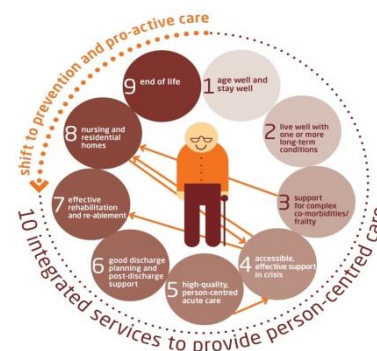 shift to prevention and pro-active care
1 age well and
stay well
2 live well with
one or more
long-term
conditions
3 support
for complex
co-morbidities/
frailty
4 accessible,
effective support
in crisis
5 high-quality,
person-centred
acute care
6 good discharge
planning and
post-discharge
support
7 effective
rehabilitation
and re-ablement
8 nursing and
residential
homes
9 end of life
10 integrated services to provide person-centred care